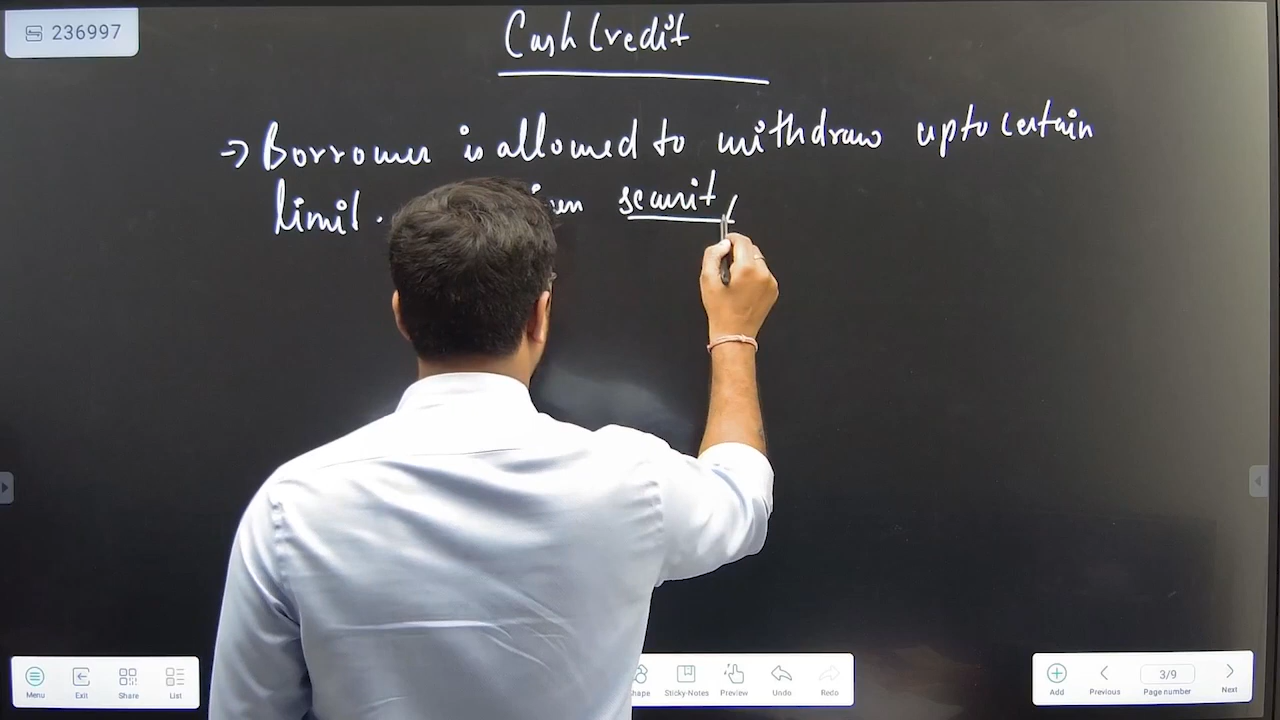 236997
Cash Credit
→ Borrower is allowed to withdraw upto certain
limit. securit
Menu Exit Share List
Sticky-Notes Preview Undo Redo
Add Previous 3/9 Page number Next